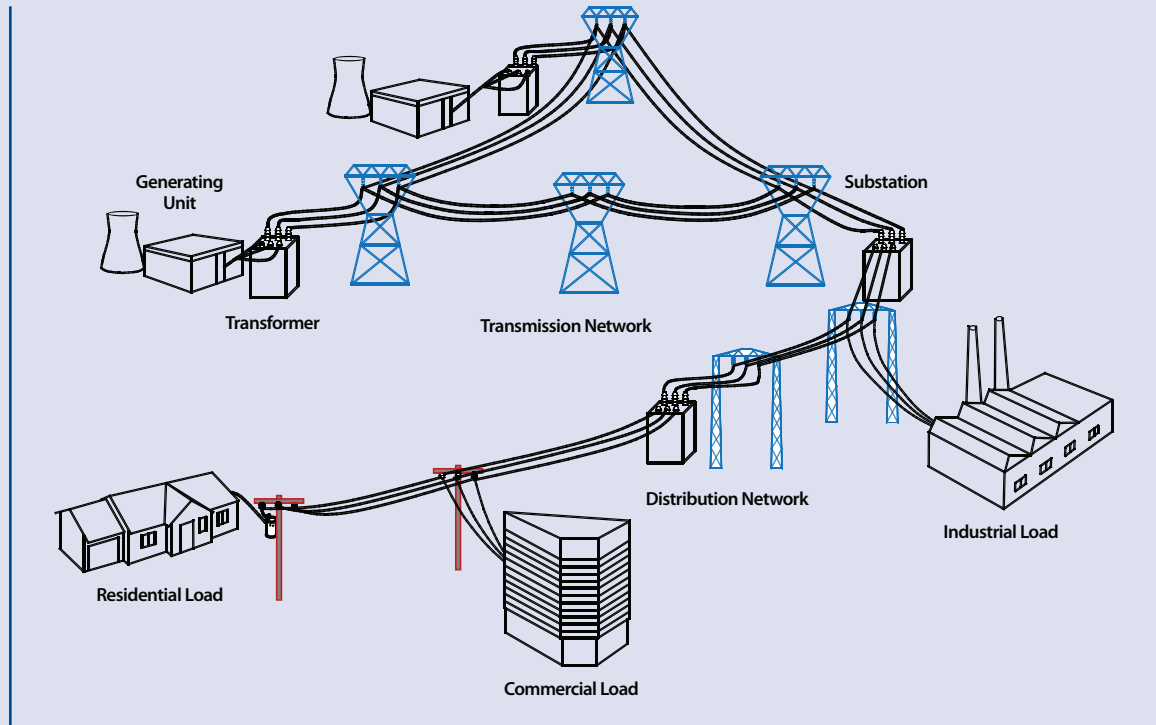 Generating
Unit
Substation
Transformer
Transmission Network
Distribution Network
Industrial Load
Residential Load
Commercial Load